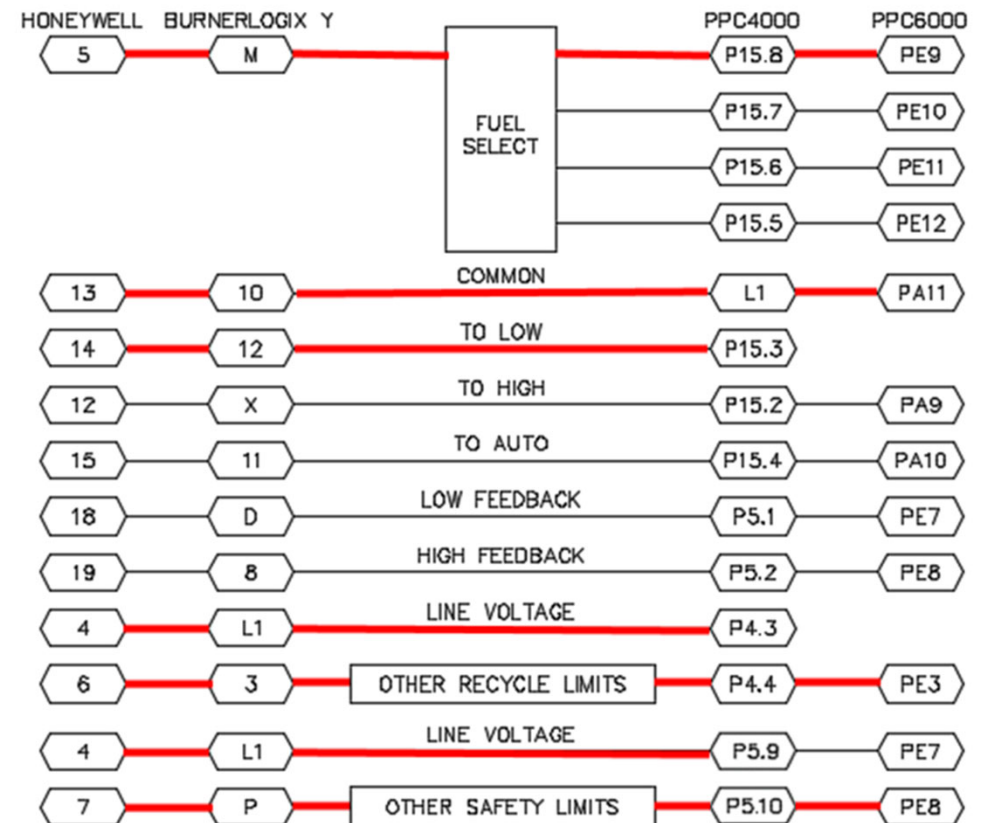 HONEYWELL BURNERLOGIX Y PPC4000 PPC6000
5 M P15.8 PE9
FUEL SELECT
P15.7 PE10
P15.6 PE11
P15.5 PE12
COMMON
13 10 L1 PA11
TO LOW
14 12 P15.3
TO HIGH
12 X P15.2 PA9
TO AUTO
15 11 P15.4 PA10
LOW FEEDBACK
18 D P5.1 PE7
HIGH FEEDBACK
19 8 P5.2 PE8
LINE VOLTAGE
4 L1 P4.3
6 3 OTHER RECYCLE LIMITS P4.4 PE3
LINE VOLTAGE
4 L1 P5.9 PE7
7 P OTHER SAFETY LIMITS P5.10 PE8